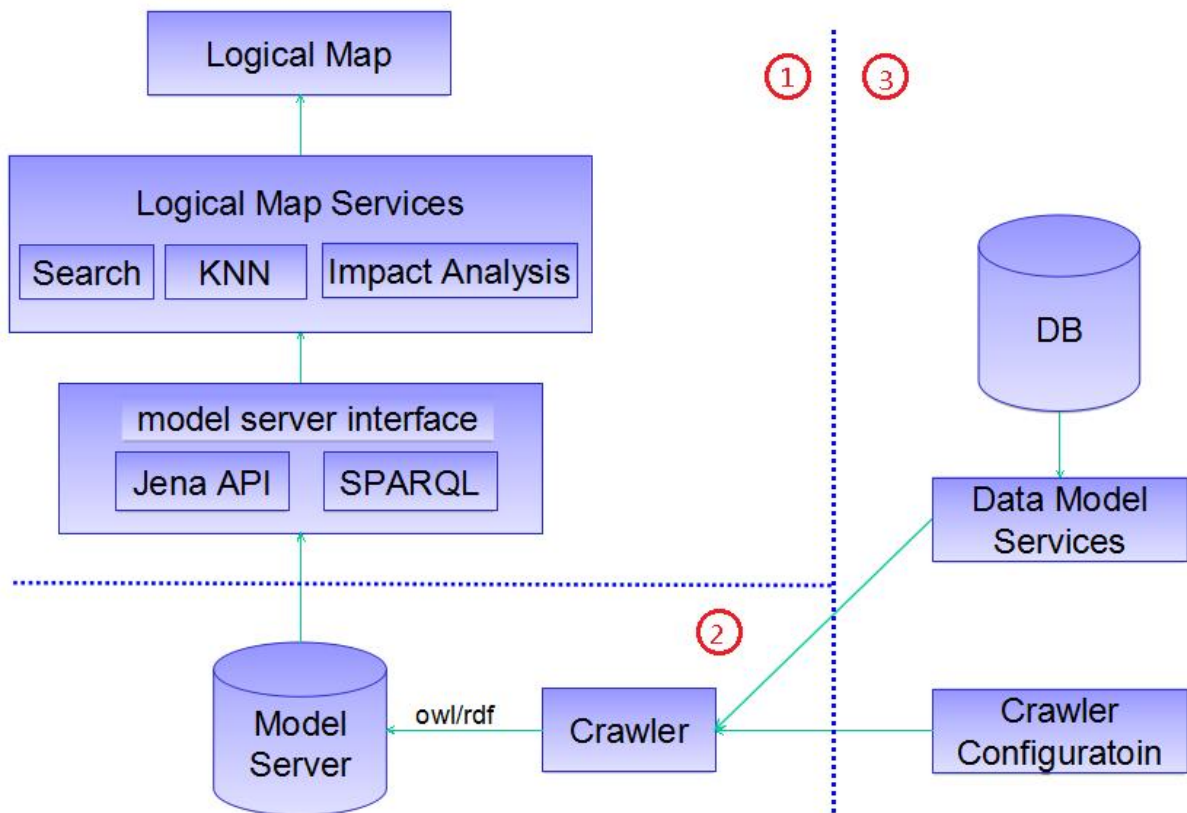 Logical Map
1
3
Logical Map Services
Search
KNN
Impact Analysis
DB
model server interface
Jena API
SPARQL
Data Model
Services
2
Model
Server
owl/rdf
Crawler
Crawler
Configuratoin